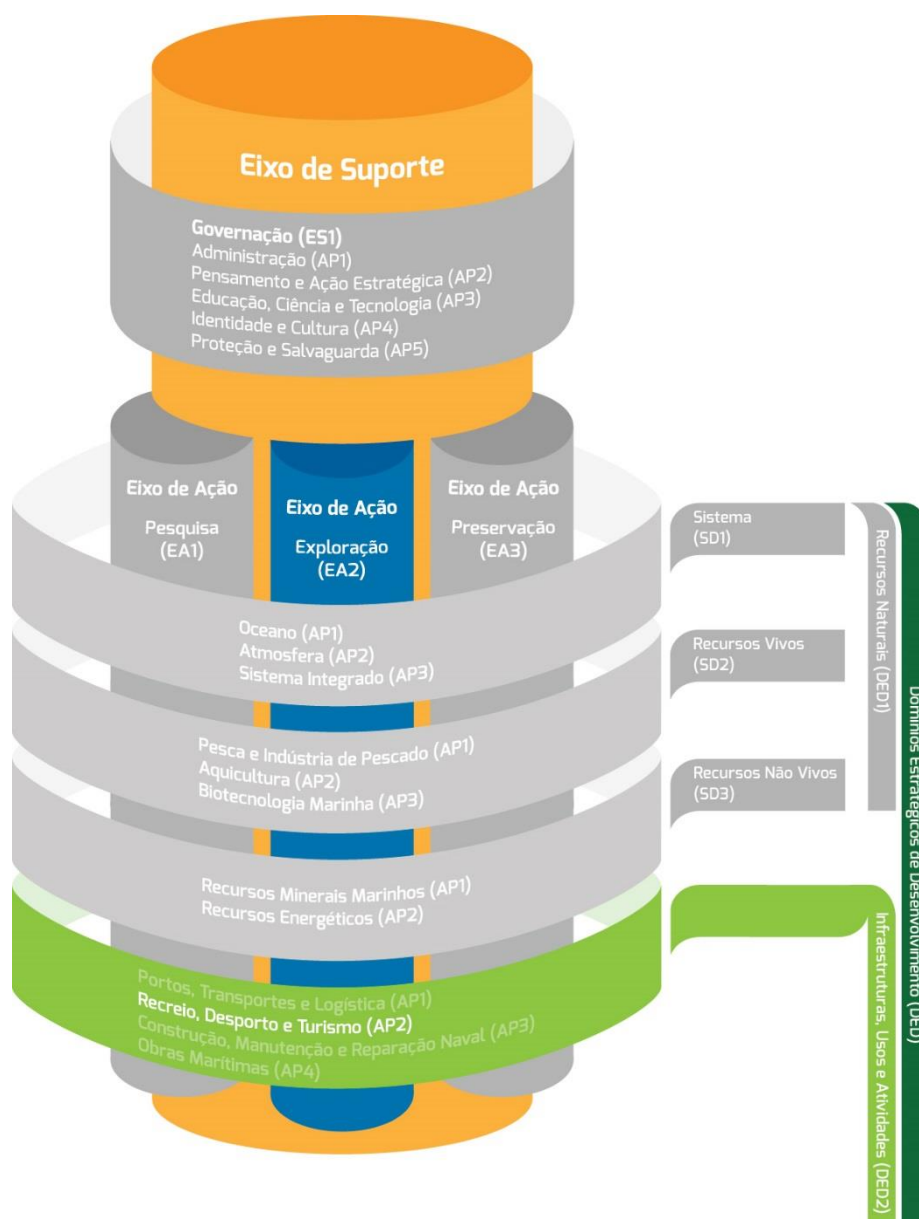 Eixo de Suporte
Governação (ES1)
Administração (AP1)
Pensamento e Ação Estratégica (AP2)
Educação, Ciência e Tecnologia (AP3)
Identidade e Cultura (AP4)
Proteção e Salvaguarda (AP5)
Eixo de Ação
Pesquisa
(EA1)
Eixo de Ação
Exploração
(EA2)
Eixo de Ação
Preservação
(EA3)
Oceano (AP1)
Atmosfera (AP2)
Sistema Integrado (AP3)
Pesca e Indústria de Pescado (AP1)
Aquicultura (AP2)
Biotecnologia Marinha (AP3)
Recursos Minerais Marinhos (AP1)
Recursos Energéticos (AP2)
Portos, Transportes e Logística (AP1)
Recreio, Desporto e Turismo (AP2)
Construção, Manutenção e Reparação Naval (AP3)
Obras Marítimas (AP4)
Sistema
(SD1)
Recursos Vivos
(SD2)
Recursos Não Vivos
(SD3)
Recursos Naturais (DED1)
Infraestruturas, Usos e Atividades (DED2)
Domínios Estratégicos de Desenvolvimento (DED)